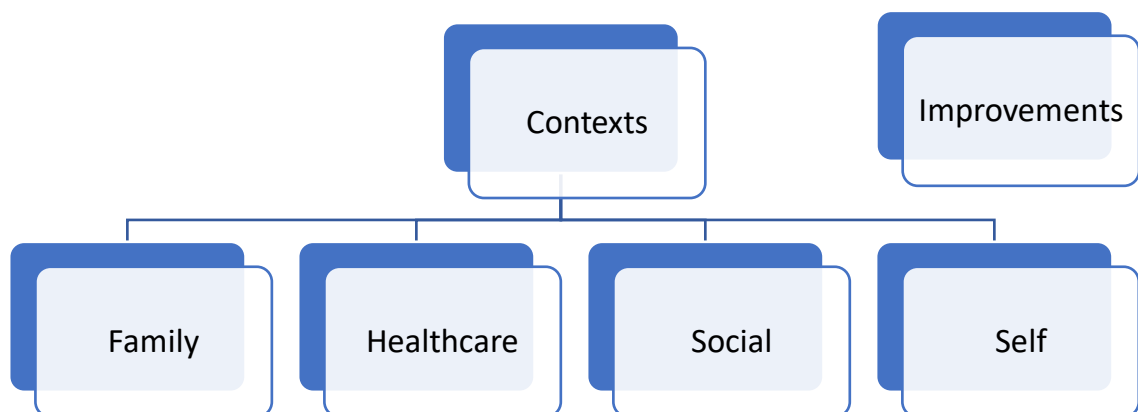 Contexts
Improvements
Family
Healthcare
Social
Self